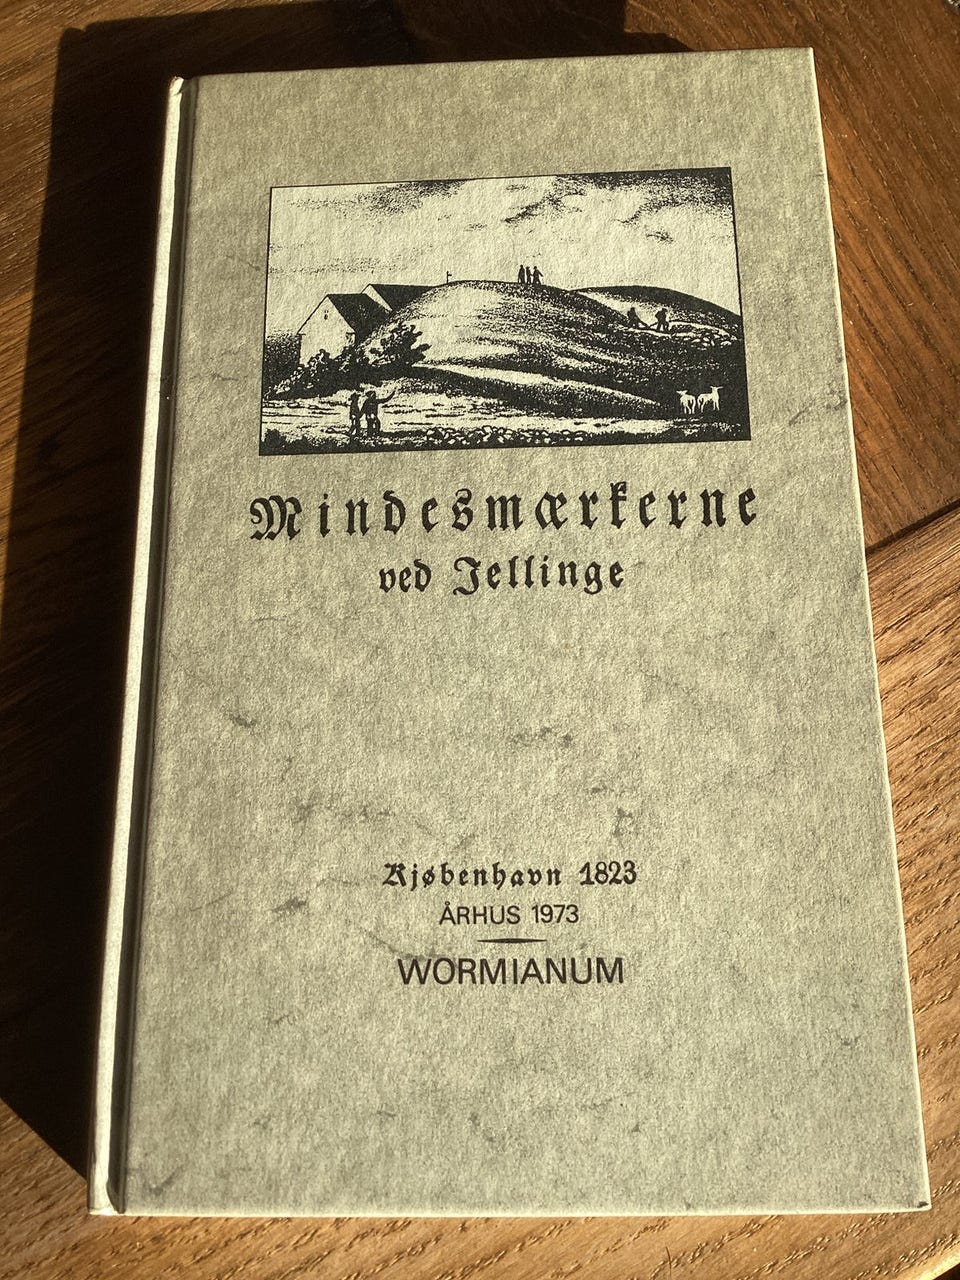 Mindesmærkerne
ved Jellinge
Kjøbenhavn 1823
ÅRHUS 1973
WORMIANUM